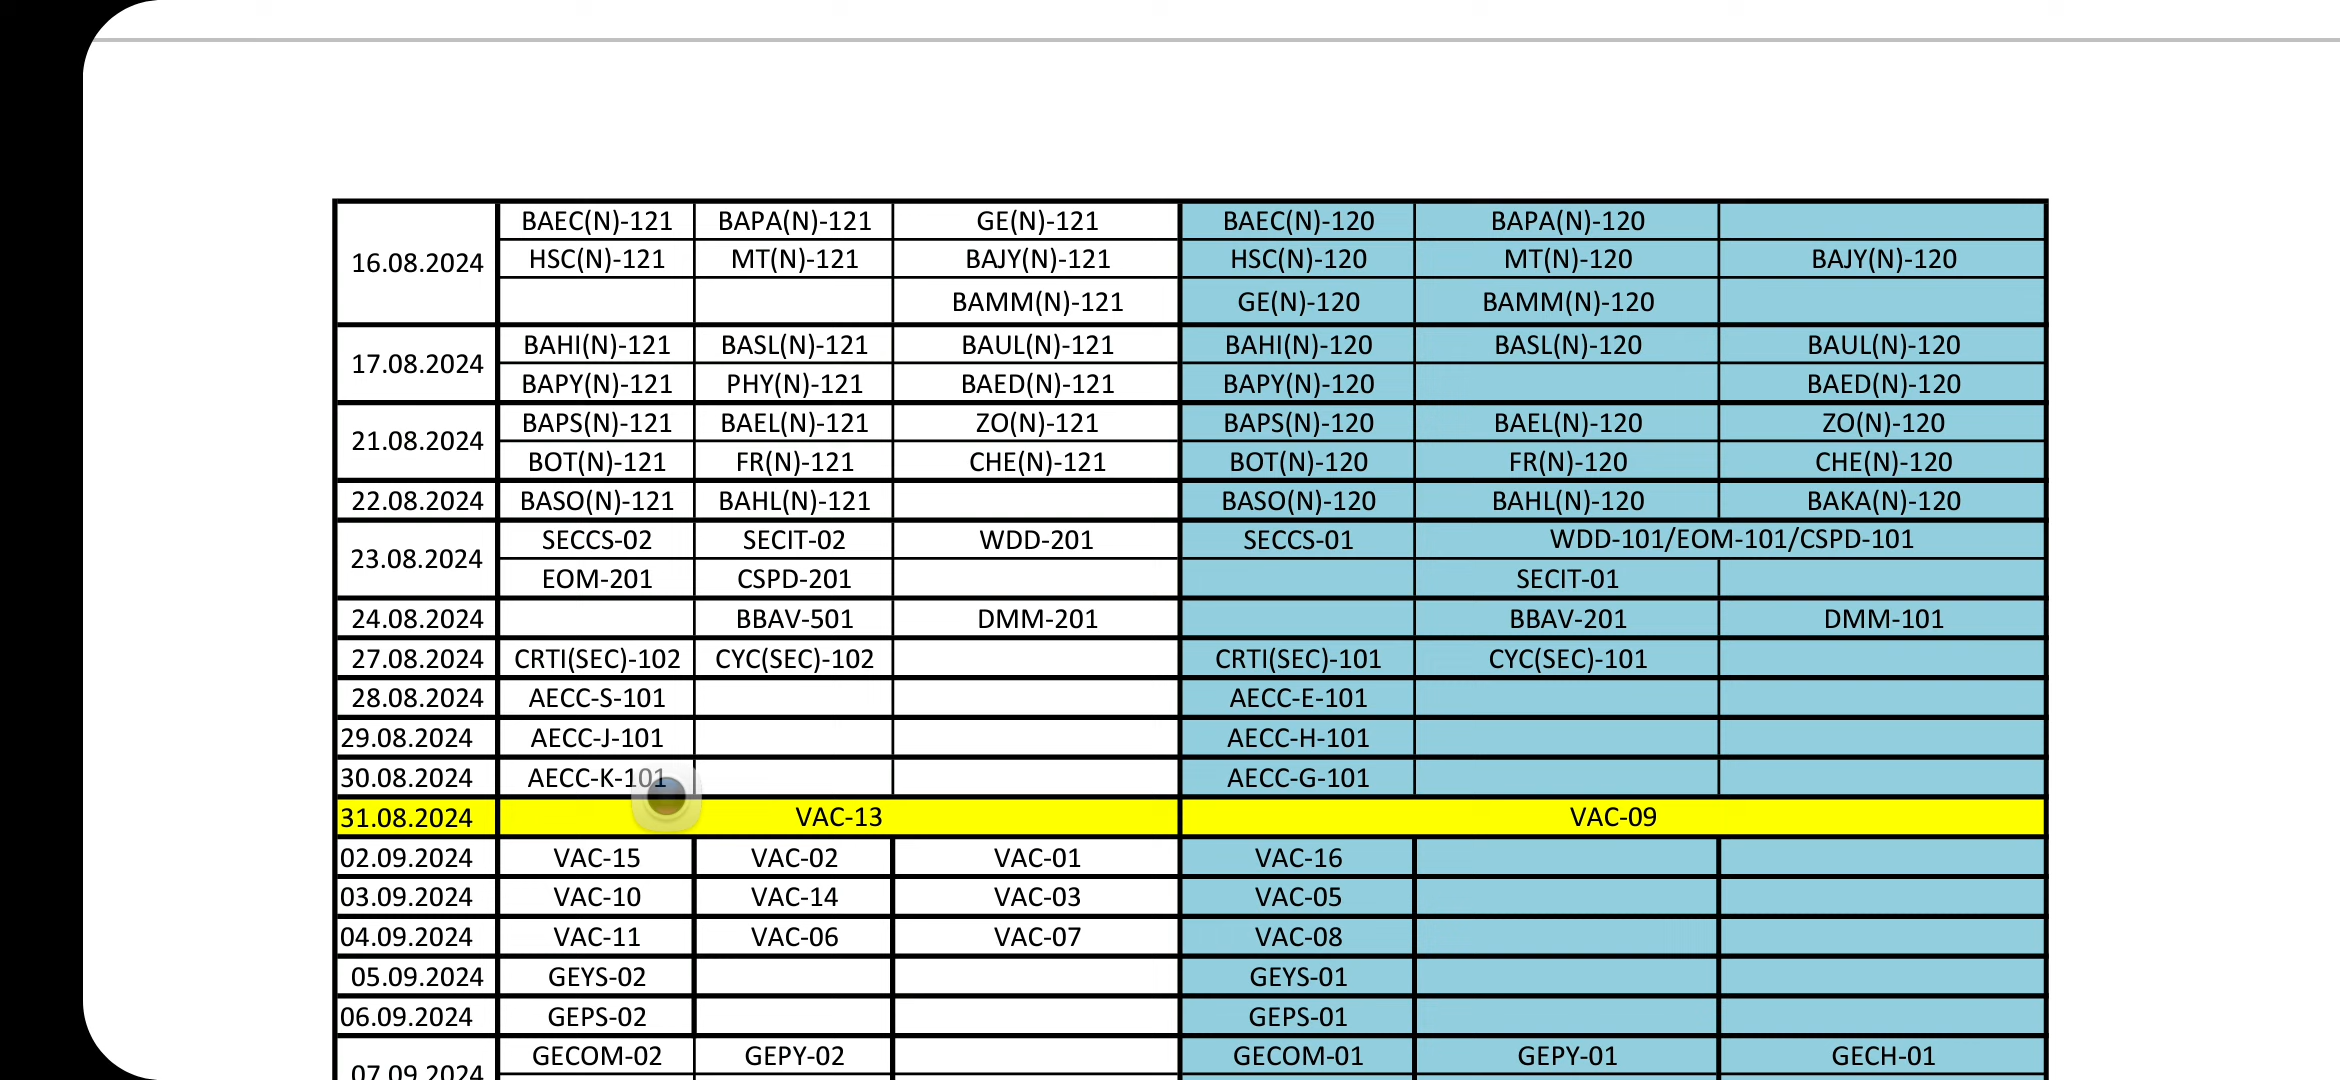 16.08.2024 BAEC(N)-121 BAPA(N)-121 GE(N)-121 BAEC(N)-120 BAPA(N)-120
HSC(N)-121 MT(N)-121 BAJY(N)-121 HSC(N)-120 MT(N)-120 BAJY(N)-120
BAMM(N)-121 GE(N)-120 BAMM(N)-120
17.08.2024 BAHI(N)-121 BASL(N)-121 BAUL(N)-121 BAHI(N)-120 BASL(N)-120 BAUL(N)-120
BAPY(N)-121 PHY(N)-121 BAED(N)-121 BAPY(N)-120 BAED(N)-120
21.08.2024 BAPS(N)-121 BAEL(N)-121 ZO(N)-121 BAPS(N)-120 BAEL(N)-120 ZO(N)-120
BOT(N)-121 FR(N)-121 CHE(N)-121 BOT(N)-120 FR(N)-120 CHE(N)-120
22.08.2024 BASO(N)-121 BAHL(N)-121 BASO(N)-120 BAHL(N)-120 BAKA(N)-120
23.08.2024 SECCS-02 SECIT-02 WDD-201 SECCS-01 WDD-101/EOM-101/CSPD-101
EOM-201 CSPD-201 SECIT-01
24.08.2024 BBAV-501 DMM-201 BBAV-201 DMM-101
27.08.2024 CRTI(SEC)-102 CYC(SEC)-102 CRTI(SEC)-101 CYC(SEC)-101
28.08.2024 AECC-S-101 AECC-E-101
29.08.2024 AECC-J-101 AECC-H-101
30.08.2024 AECC-K-101 AECC-G-101
31.08.2024 VAC-13 VAC-09
02.09.2024 VAC-15 VAC-02 VAC-01 VAC-16
03.09.2024 VAC-10 VAC-14 VAC-03 VAC-05
04.09.2024 VAC-11 VAC-06 VAC-07 VAC-08
05.09.2024 GEYS-02 GEYS-01
06.09.2024 GEPS-02 GEPS-01
07.09.2024 GECOM-02 GEPY-02 GECOM-01 GEPY-01 GECH-01